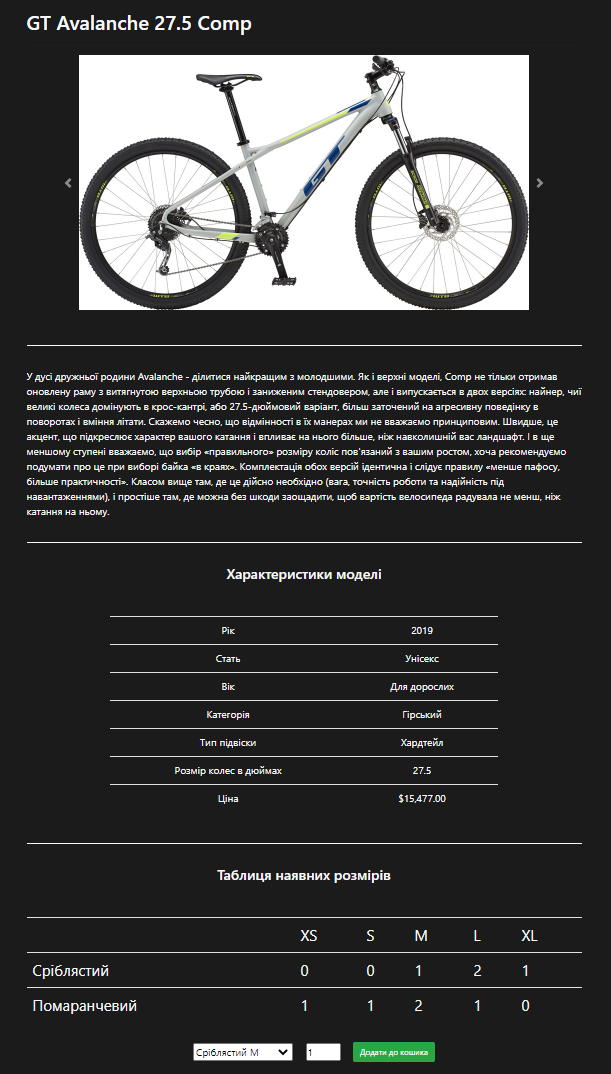 GT Avalanche 27.5 Comp
GT
У дусі дружньої родини Avalanche - ділитися найкращим з молодшими. Як і верхні моделі, Comp не тільки отримав
оновлену раму з витягнутою верхньою трубою і заниженим стендовером, але і випускається в двох версіях: найнер, чиї
великі колеса домінують в крос-кантрі, або 27.5-дюймовий варіант, більш заточений на агресивну поведінку в
поворотах і вміння літати. Скажемо чесно, що відмінності в їх манерах ми не вважаємо принциповим. Швидше, це
акцент, що підкреслює характер вашого катання і впливає на нього більше, ніж навколишній вас ландшафт. І в ще
меншому ступені вважаємо, що вибір «правильного» розміру коліс пов'язаний з вашим ростом, хоча рекомендуємо
подумати про це при виборі байка «в краях». Комплектація обох версій ідентична і слідує правилу «менше пафосу,
більше практичності». Класом вище там, де це дійсно необхідно (вага, точність роботи та надійність під
навантаженнями), і простіше там, де можна без шкоди заощадити, щоб вартість велосипеда радувала не менш, ніж
катання на ньому.
Характеристики моделі
Рік 2019
Стать Унісекс
Вік Для дорослих
Категорія Гірський
Тип підвіски Хардтейл
Розмір колес в дюймах 27.5
Ціна $15,477.00
Таблиця наявних розмірів
XS S M L XL
Сріблястий 0 0 1 2 1
Помаранчевий 1 1 2 1 0
Сріблястий M 1 Додати до кошика